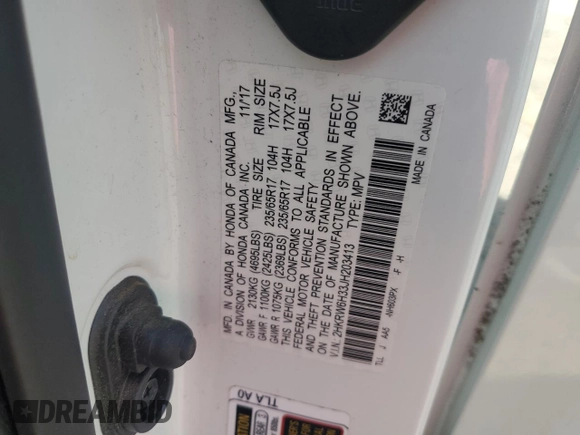 MFD. IN CANADA BY HONDA OF CANADA MFG.,
A DIVISION OF HONDA CANADA INC. 11/17
(TIRE SIZE RIM SIZE
GVWR 2130KG (4695LBS)
GAWR F 1100KG (2425LBS) 235/65R17 104H 17X7.5J
GAWR R 1075KG (2369LBS) 235/65R17 104H 17X7.5J
THIS VEHICLE CONFORMS TO ALL APPLICABLE
FEDERAL MOTOR VEHICLE SAFETY
AND THEFT PREVENTION STANDARDS IN EFFECT
ON THE DATE OF MANUFACTURE SHOWN ABOVE.
V.I.N. 2HKRW6H33JH203413 TYPE: MPV
MADE IN CANADA
TLA A0
DREAMBID